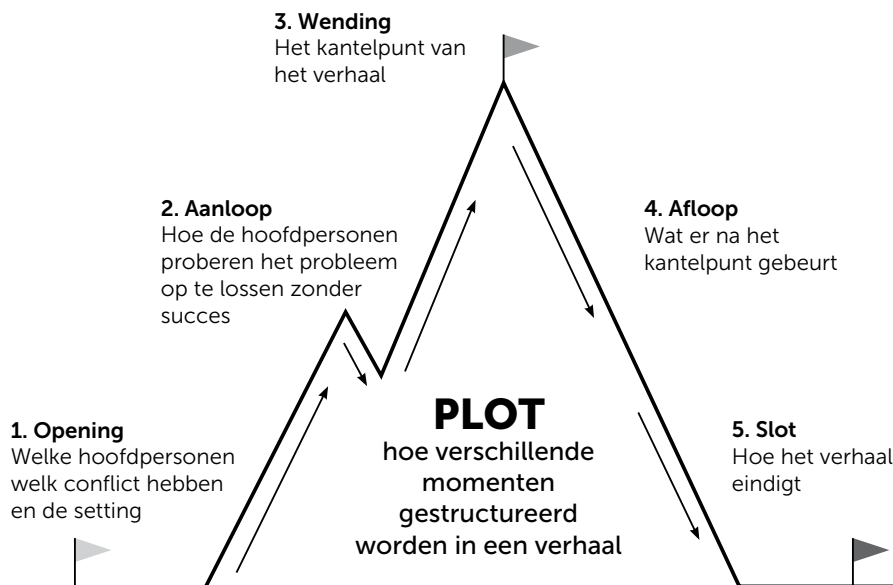 3. Wending
Het kantelpunt van
het verhaal
2. Aanloop
Hoe de hoofdpersonen
proberen het probleem
op te lossen zonder
succes
4. Afloop
Wat er na het
kantelpunt gebeurt
1. Opening
Welke hoofdpersonen
welk conflict hebben
en de setting
PLOT
hoe verschillende
momenten
gestructureerd
worden in een verhaal
5. Slot
Hoe het verhaal
eindigt